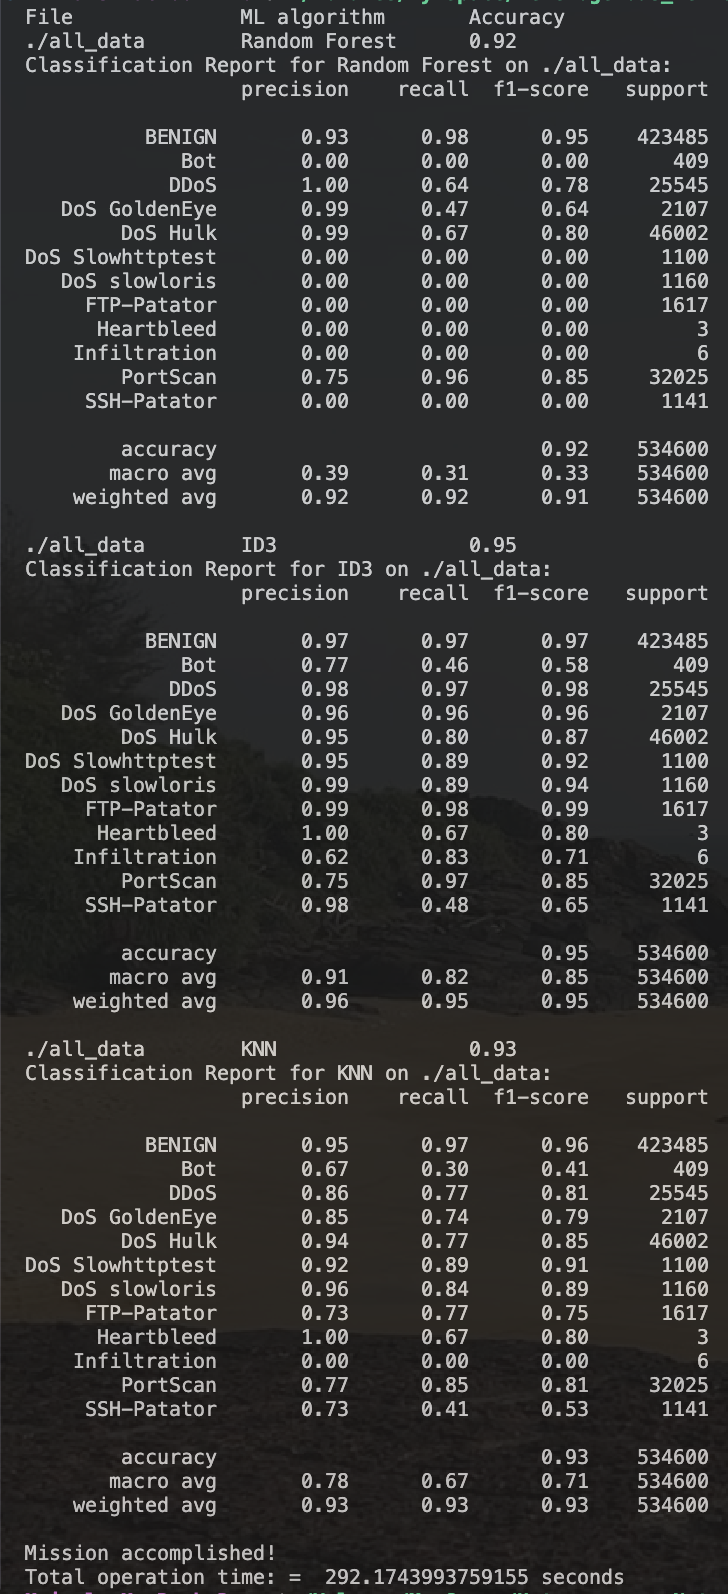 File ML algorithm Accuracy
./all_data Random Forest 0.92
Classification Report for Random Forest on ./all_data:
precision recall f1-score support
BENIGN 0.93 0.98 0.95 423485
Bot 0.00 0.00 0.00 409
DDoS 1.00 0.64 0.78 25545
DoS GoldenEye 0.99 0.47 0.64 2107
DoS Hulk 0.99 0.67 0.80 46002
DoS Slowhttptest 0.00 0.00 0.00 1100
DoS slowloris 0.00 0.00 0.00 1160
FTP-Patator 0.00 0.00 0.00 1617
Heartbleed 0.00 0.00 0.00 3
Infiltration 0.00 0.00 0.00 6
PortScan 0.75 0.96 0.85 32025
SSH-Patator 0.00 0.00 0.00 1141
accuracy 0.92 534600
macro avg 0.39 0.31 0.33 534600
weighted avg 0.92 0.92 0.91 534600
./all_data ID3 0.95
Classification Report for ID3 on ./all_data:
precision recall f1-score support
BENIGN 0.97 0.97 0.97 423485
Bot 0.77 0.46 0.58 409
DDoS 0.98 0.97 0.98 25545
DoS GoldenEye 0.96 0.96 0.96 2107
DoS Hulk 0.95 0.80 0.87 46002
DoS Slowhttptest 0.95 0.89 0.92 1100
DoS slowloris 0.99 0.89 0.94 1160
FTP-Patator 0.99 0.98 0.99 1617
Heartbleed 1.00 0.67 0.80 3
Infiltration 0.62 0.83 0.71 6
PortScan 0.75 0.97 0.85 32025
SSH-Patator 0.98 0.48 0.65 1141
accuracy 0.95 534600
macro avg 0.91 0.82 0.85 534600
weighted avg 0.96 0.95 0.95 534600
./all_data KNN 0.93
Classification Report for KNN on ./all_data:
precision recall f1-score support
BENIGN 0.95 0.97 0.96 423485
Bot 0.67 0.30 0.41 409
DDoS 0.86 0.77 0.81 25545
DoS GoldenEye 0.85 0.74 0.79 2107
DoS Hulk 0.94 0.77 0.85 46002
DoS Slowhttptest 0.92 0.89 0.91 1100
DoS slowloris 0.96 0.84 0.89 1160
FTP-Patator 0.73 0.77 0.75 1617
Heartbleed 1.00 0.67 0.80 3
Infiltration 0.00 0.00 0.00 6
PortScan 0.77 0.85 0.81 32025
SSH-Patator 0.73 0.41 0.53 1141
accuracy 0.93 534600
macro avg 0.78 0.67 0.71 534600
weighted avg 0.93 0.93 0.93 534600
Mission accomplished!
Total operation time: = 292.1743993759155 seconds